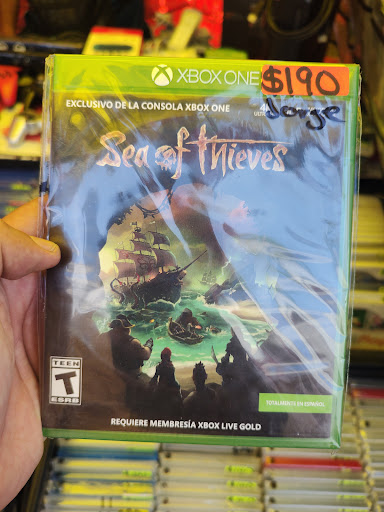 XBOX ONE
$190
Jorge
EXCLUSIVO DE LA CONSOLA XBOX ONE
Sea of Thieves
TEEN
T
ESRB
TOTALMENTE EN ESPAÑOL
REQUIERE MEMBRESÍA XBOX LIVE GOLD